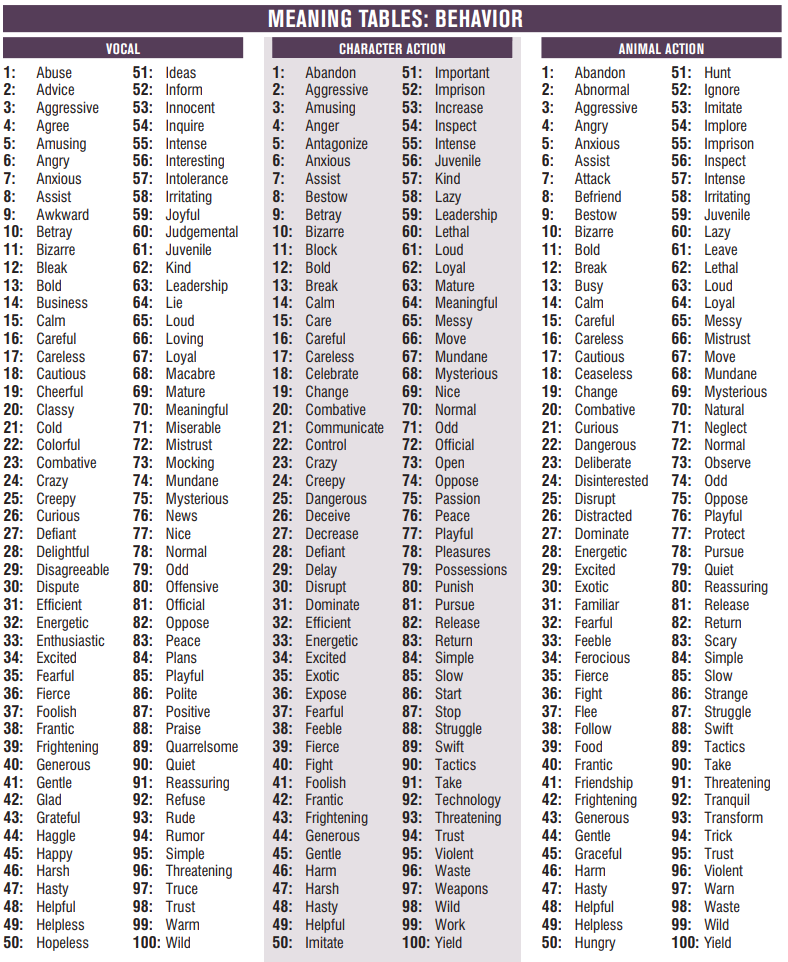 MEANING TABLES: BEHAVIOR
VOCAL
1: Abuse
2: Advice
3: Aggressive
4: Agree
5: Amusing
6: Angry
7: Anxious
8: Assist
9: Awkward
10: Betray
11: Bizarre
12: Bleak
13: Bold
14: Business
15: Calm
16: Careful
17: Careless
18: Cautious
19: Cheerful
20: Classy
21: Cold
22: Colorful
23: Combative
24: Crazy
25: Creepy
26: Curious
27: Defiant
28: Delightful
29: Disagreeable
30: Dispute
31: Efficient
32: Energetic
33: Enthusiastic
34: Excited
35: Fearful
36: Fierce
37: Foolish
38: Frantic
39: Frightening
40: Generous
41: Gentle
42: Glad
43: Grateful
44: Haggle
45: Happy
46: Harsh
47: Hasty
48: Helpful
49: Helpless
50: Hopeless
51: Ideas
52: Inform
53: Innocent
54: Inquire
55: Intense
56: Interesting
57: Intolerance
58: Irritating
59: Joyful
60: Judgemental
61: Juvenile
62: Kind
63: Leadership
64: Lie
65: Loud
66: Loving
67: Loyal
68: Macabre
69: Mature
70: Meaningful
71: Miserable
72: Mistrust
73: Mocking
74: Mundane
75: Mysterious
76: News
77: Nice
78: Normal
79: Odd
80: Offensive
81: Official
82: Oppose
83: Peace
84: Plans
85: Playful
86: Polite
87: Positive
88: Praise
89: Quarrelsome
90: Quiet
91: Reassuring
92: Refuse
93: Rude
94: Rumor
95: Simple
96: Threatening
97: Truce
98: Trust
99: Warm
100: Wild
CHARACTER ACTION
1: Abandon
2: Aggressive
3: Amusing
4: Anger
5: Antagonize
6: Anxious
7: Assist
8: Bestow
9: Betray
10: Bizarre
11: Block
12: Bold
13: Break
14: Calm
15: Care
16: Careful
17: Careless
18: Celebrate
19: Change
20: Combative
21: Communicate
22: Control
23: Crazy
24: Creepy
25: Dangerous
26: Deceive
27: Decrease
28: Defiant
29: Delay
30: Disrupt
31: Dominate
32: Efficient
33: Energetic
34: Excited
35: Exotic
36: Expose
37: Fearful
38: Feeble
39: Fierce
40: Fight
41: Foolish
42: Frantic
43: Frightening
44: Generous
45: Gentle
46: Harm
47: Harsh
48: Hasty
49: Helpful
50: Imitate
51: Important
52: Imprison
53: Increase
54: Inspect
55: Intense
56: Juvenile
57: Kind
58: Lazy
59: Leadership
60: Lethal
61: Loud
62: Loyal
63: Mature
64: Meaningful
65: Messy
66: Move
67: Mundane
68: Mysterious
69: Nice
70: Normal
71: Odd
72: Official
73: Open
74: Oppose
75: Passion
76: Peace
77: Playful
78: Pleasures
79: Possessions
80: Punish
81: Pursue
82: Release
83: Return
84: Simple
85: Slow
86: Start
87: Stop
88: Struggle
89: Swift
90: Tactics
91: Take
92: Technology
93: Threatening
94: Trust
95: Violent
96: Waste
97: Weapons
98: Wild
99: Work
100: Yield
ANIMAL ACTION
1: Abandon
2: Abnormal
3: Aggressive
4: Angry
5: Anxious
6: Assist
7: Attack
8: Befriend
9: Bestow
10: Bizarre
11: Bold
12: Break
13: Busy
14: Calm
15: Careful
16: Careless
17: Cautious
18: Ceaseless
19: Change
20: Combative
21: Curious
22: Dangerous
23: Deliberate
24: Disinterested
25: Disrupt
26: Distracted
27: Dominate
28: Energetic
29: Excited
30: Exotic
31: Familiar
32: Fearful
33: Feeble
34: Ferocious
35: Fierce
36: Fight
37: Flee
38: Follow
39: Food
40: Frantic
41: Friendship
42: Frightening
43: Generous
44: Gentle
45: Graceful
46: Harm
47: Hasty
48: Helpful
49: Helpless
50: Hungry
51: Hunt
52: Ignore
53: Imitate
54: Implore
55: Imprison
56: Inspect
57: Intense
58: Irritating
59: Juvenile
60: Lazy
61: Leave
62: Lethal
63: Loud
64: Loyal
65: Messy
66: Mistrust
67: Move
68: Mundane
69: Mysterious
70: Natural
71: Neglect
72: Normal
73: Observe
74: Odd
75: Oppose
76: Playful
77: Protect
78: Pursue
79: Quiet
80: Reassuring
81: Release
82: Return
83: Scary
84: Simple
85: Slow
86: Strange
87: Struggle
88: Swift
89: Tactics
90: Take
91: Threatening
92: Tranquil
93: Transform
94: Trick
95: Trust
96: Violent
97: Warn
98: Waste
99: Wild
100: Yield